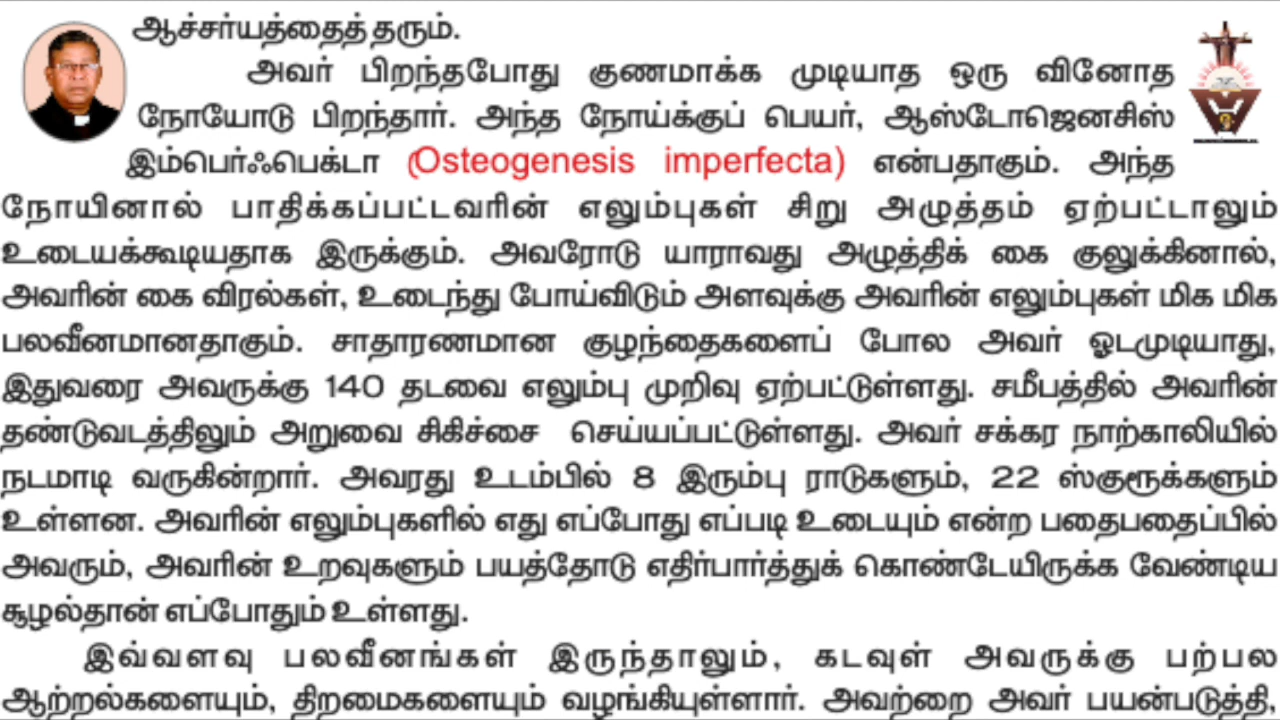 ஆச்சர்யத்தைத் தரும்.
அவர் பிறந்தபோது குணமாக்க முடியாத ஒரு வினோத
நோயோடு பிறந்தார். அந்த நோய்க்குப் பெயர், ஆஸ்டோஜெனசிஸ்
இம்பெர்ஃபெக்டா (Osteogenesis imperfecta) என்பதாகும். அந்த
நோயினால் பாதிக்கப்பட்டவரின் எலும்புகள் சிறு அழுத்தம் ஏற்பட்டாலும்
உடையக்கூடியதாக இருக்கும். அவரோடு யாராவது அழுத்திக் கை குலுக்கினால்,
அவரின் கை விரல்கள், உடைந்து போய்விடும் அளவுக்கு அவரின் எலும்புகள் மிக மிக
பலவீனமானதாகும். சாதாரணமான குழந்தைகளைப் போல அவர் ஓடமுடியாது,
இதுவரை அவருக்கு 140 தடவை எலும்பு முறிவு ஏற்பட்டுள்ளது. சமீபத்தில் அவரின்
தண்டுவடத்திலும் அறுவை சிகிச்சை செய்யப்பட்டுள்ளது. அவர் சக்கர நாற்காலியில்
நடமாடி வருகின்றார். அவரது உடம்பில் 8 இரும்பு ராடுகளும், 22 ஸ்குரூக்களும்
உள்ளன. அவரின் எலும்புகளில் எது எப்போது எப்படி உடையும் என்ற பதைபதைப்பில்
அவரும், அவரின் உறவுகளும் பயத்தோடு எதிர்பார்த்துக் கொண்டேயிருக்க வேண்டிய
சூழல்தான் எப்போதும் உள்ளது.
இவ்வளவு பலவீனங்கள் இருந்தாலும், கடவுள் அவருக்கு பற்பல
ஆற்றல்களையும், திறமைகளையும் வழங்கியுள்ளார். அவற்றை அவர் பயன்படுத்தி,